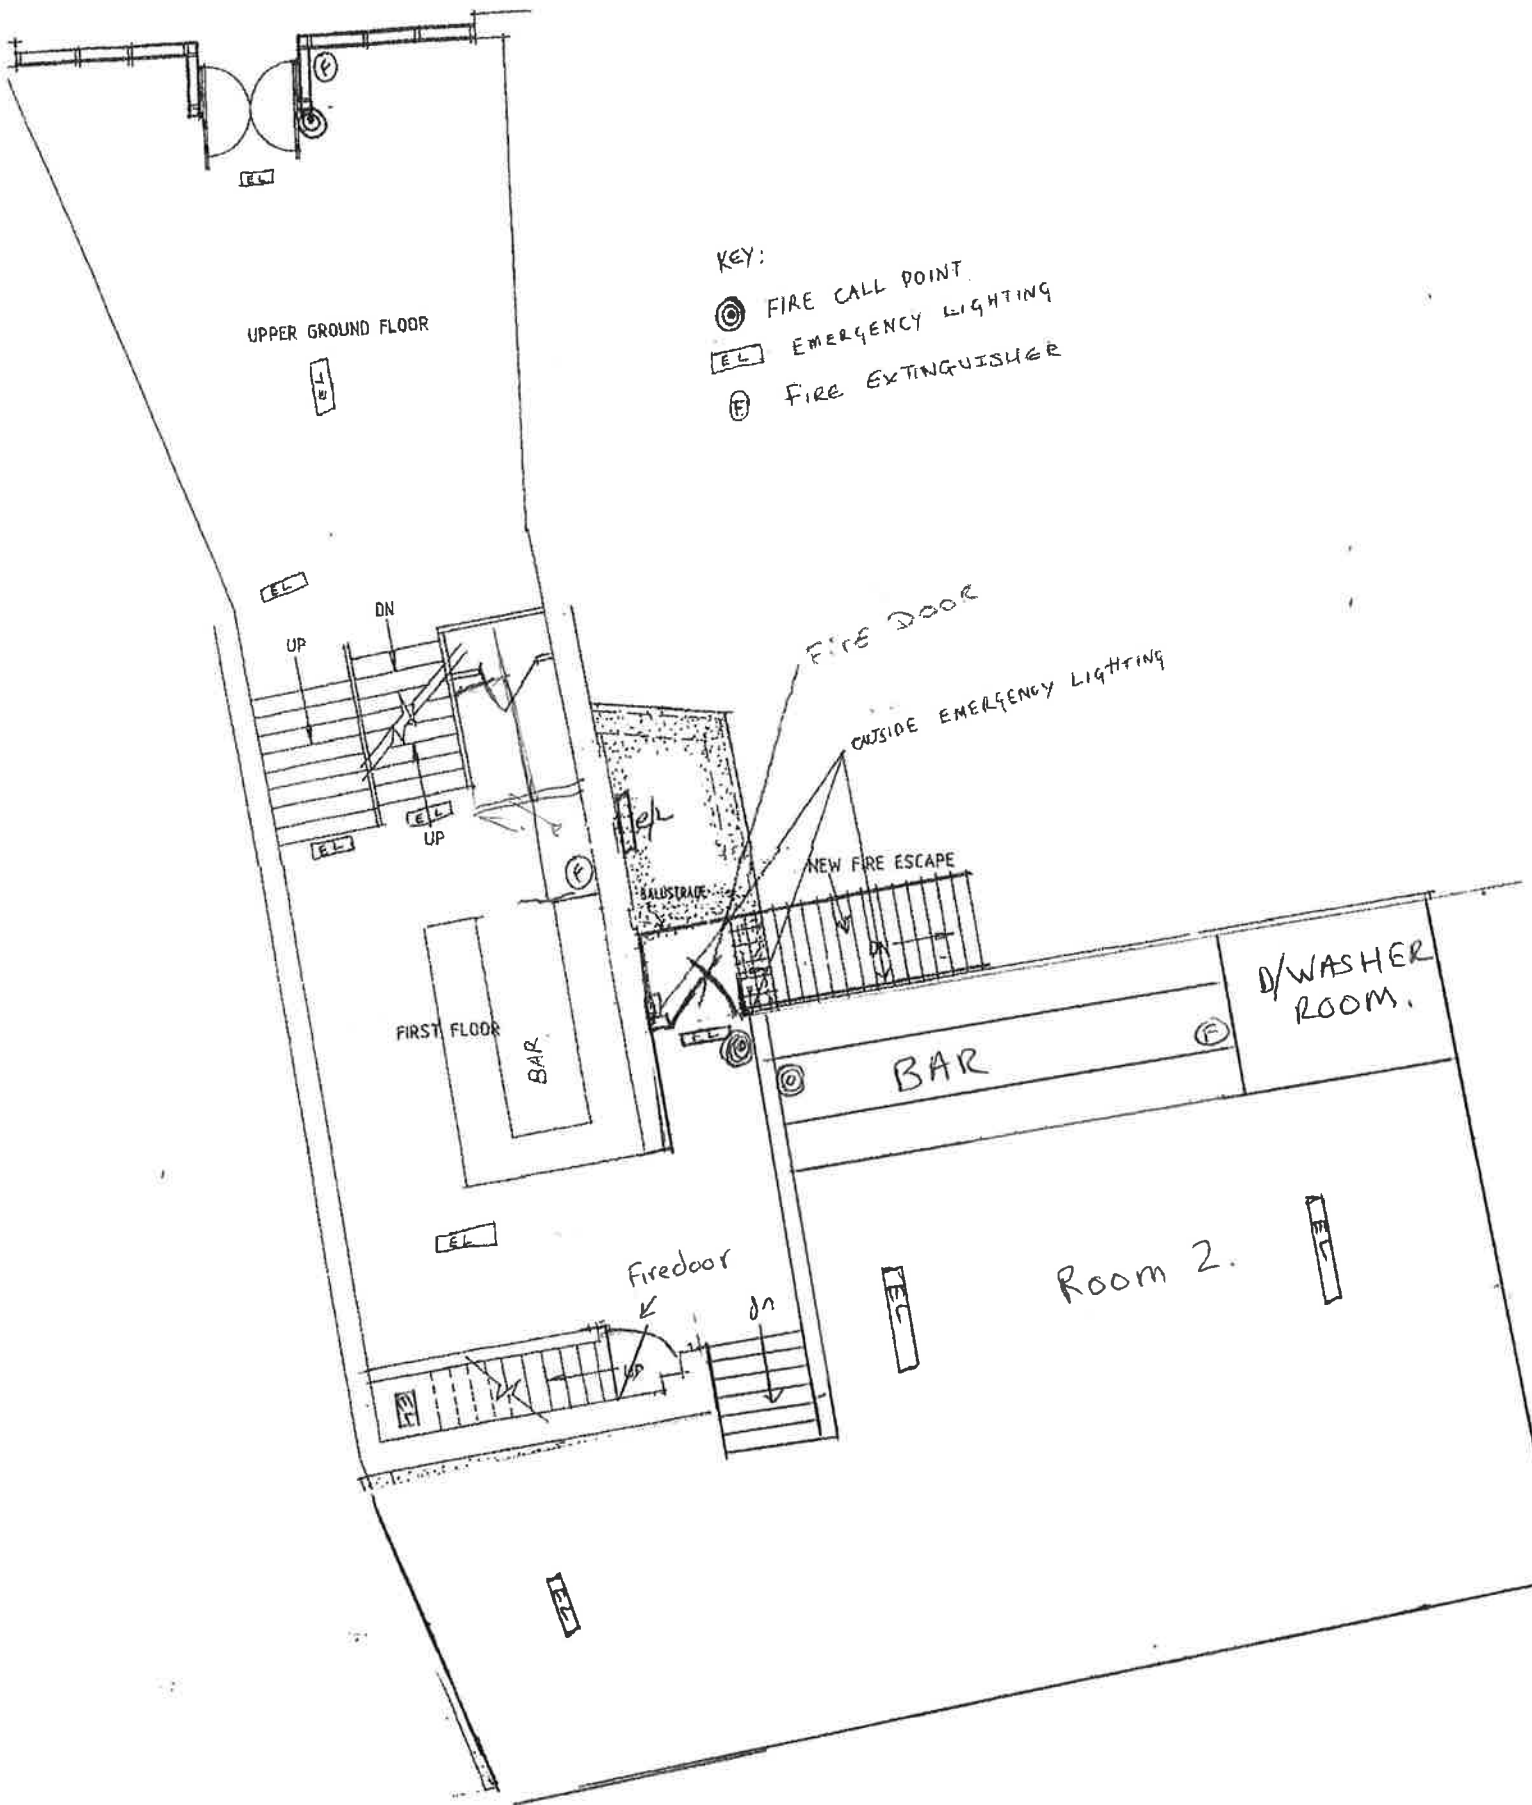 F
EL
KEY:
FIRE CALL POINT
EL EMERGENCY LIGHTING
F FIRE EXTINGUISHER
UPPER GROUND FLOOR
EL
EL
DN
UP
FirE DOOR
OUTSIDE EMERGENCY LIGHTING
EL
EL
UP
e/L
F
NEW FIRE ESCAPE
BALUSTRADE
DN
D/WASHER
ROOM.
FIRST FLOOR
BAR
EL
F
BAR
EL
Firedoor
dn
EL
Room 2.
EL
UP
EL
EL